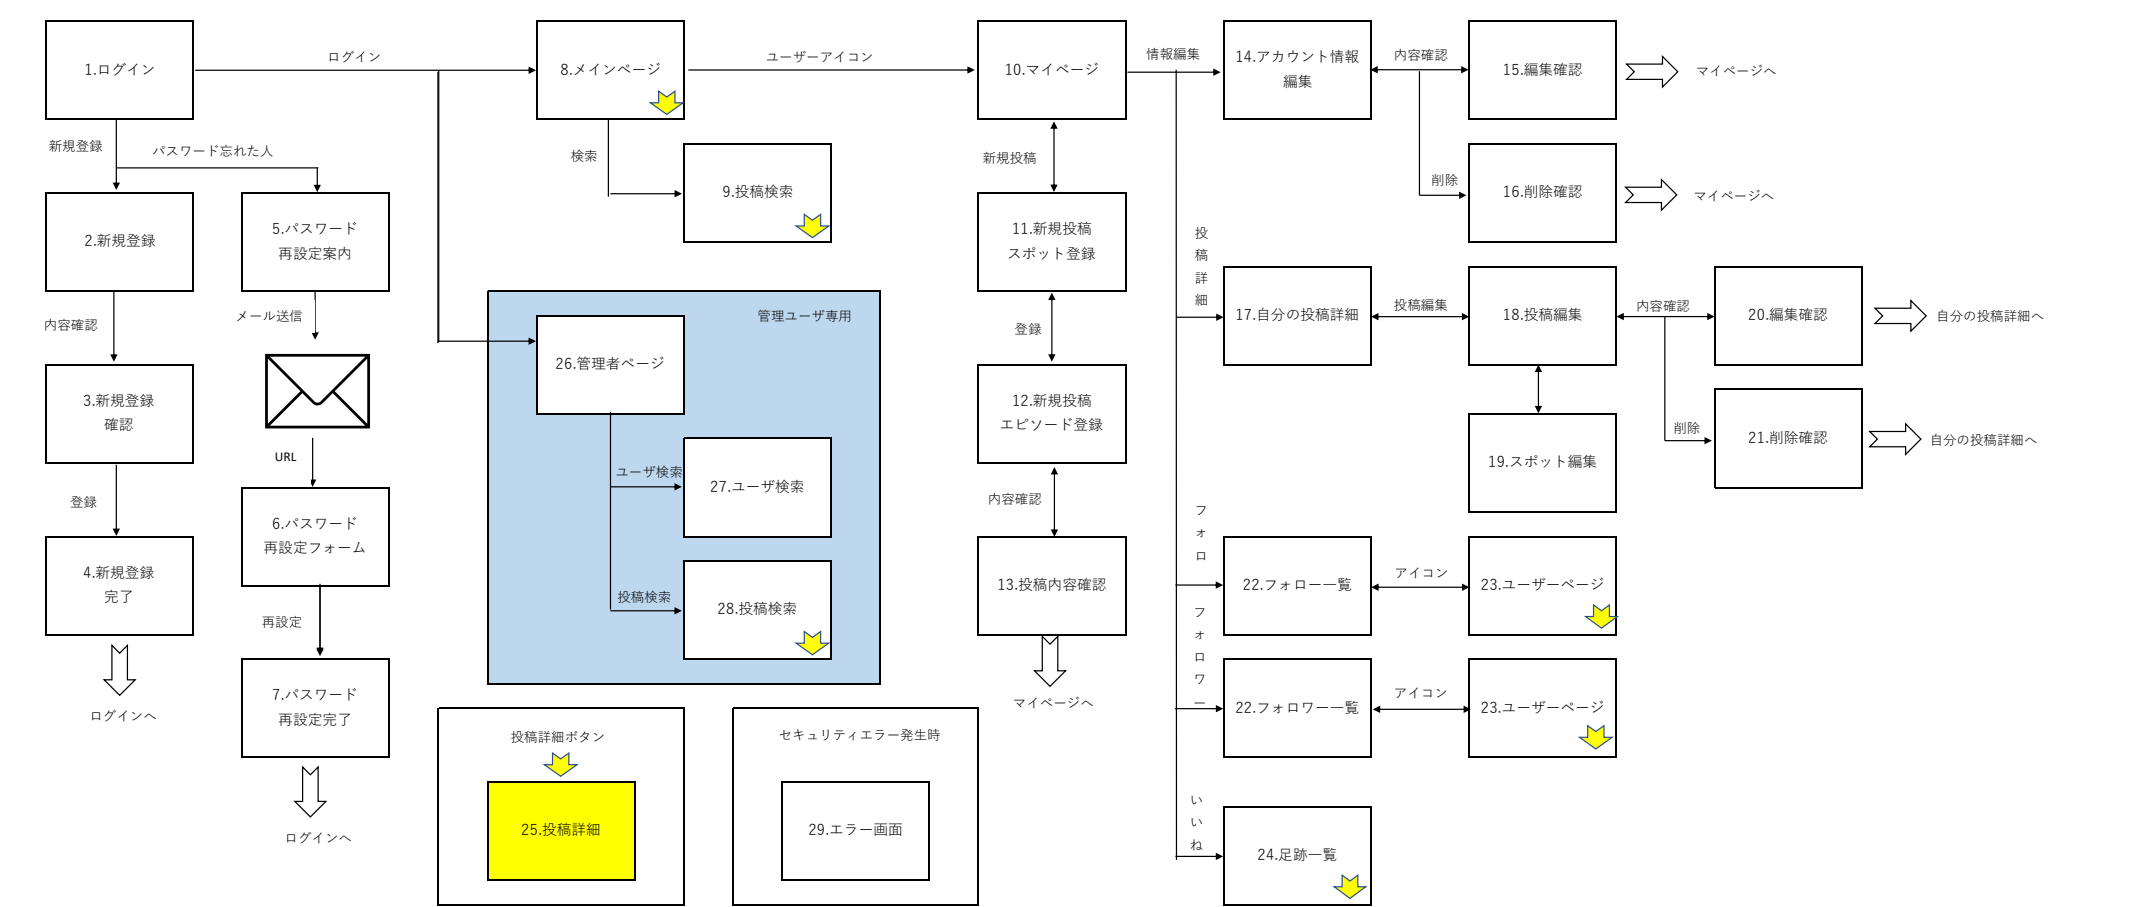 1.ログイン
ログイン
8.メインページ
ユーザーアイコン
10.マイページ
情報編集
14.アカウント情報
編集
内容確認
15.編集確認
マイページへ
新規登録
パスワード忘れた人
検索
9.投稿検索
新規投稿
削除
16.削除確認
マイページへ
2.新規登録
5.パスワード
再設定案内
11.新規投稿
スポット登録
投稿詳細
内容確認
メール送信
管理ユーザ専用
26.管理者ページ
登録
17.自分の投稿詳細
投稿編集
18.投稿編集
内容確認
20.編集確認
自分の投稿詳細へ
3.新規登録
確認
12.新規投稿
エピソード登録
削除
21.削除確認
自分の投稿詳細へ
URL
ユーザ検索
27.ユーザ検索
19.スポット編集
登録
内容確認
6.パスワード
再設定フォーム
フォロ
4.新規登録
完了
投稿検索
28.投稿検索
13.投稿内容確認
22.フォロー一覧
アイコン
23.ユーザーページ
再設定
フォロワー
ログインへ
7.パスワード
再設定完了
マイページへ
22.フォロワー一覧
アイコン
23.ユーザーページ
投稿詳細ボタン
セキュリティエラー発生時
25.投稿詳細
29.エラー画面
ログインへ
いいね
24.足跡一覧